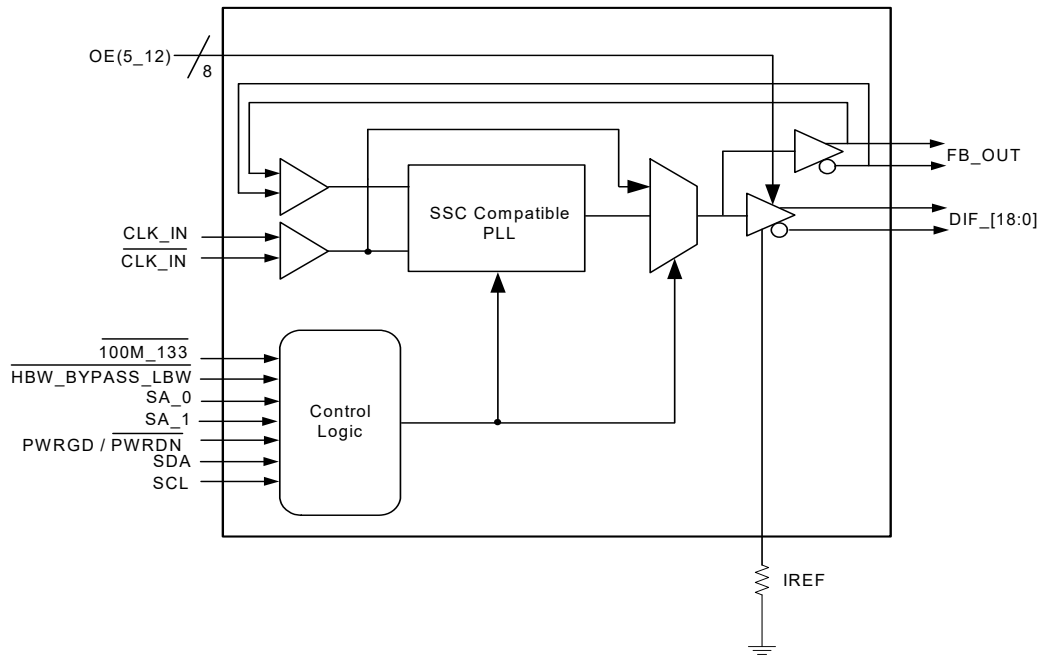 OE(5_12)
8
FB_OUT
SSC Compatible
PLL
DIF_[18:0]
CLK_IN
CLK_IN
100M_133
HBW_BYPASS_LBW
SA_0
SA_1
PWRGD / PWRDN
SDA
SCL
Control
Logic
IREF